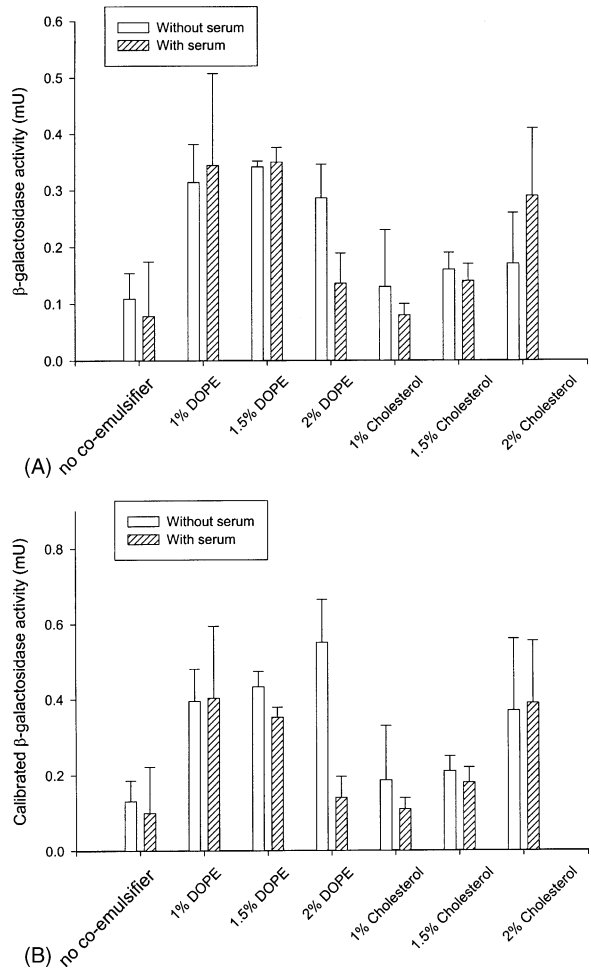 Without serum
With serum
β-galactosidase activity (mU)
0.6
0.5
0.4
0.3
0.2
0.1
0.0
no co-emulsifier
1% DOPE
1.5% DOPE
2% DOPE
1% Cholesterol
1.5% Cholesterol
2% Cholesterol
(A)
Without serum
With serum
Calibrated β-galactosidase activity (mU)
0.8
0.6
0.4
0.2
0.0
no co-emulsifier
1% DOPE
1.5% DOPE
2% DOPE
1% Cholesterol
1.5% Cholesterol
2% Cholesterol
(B)